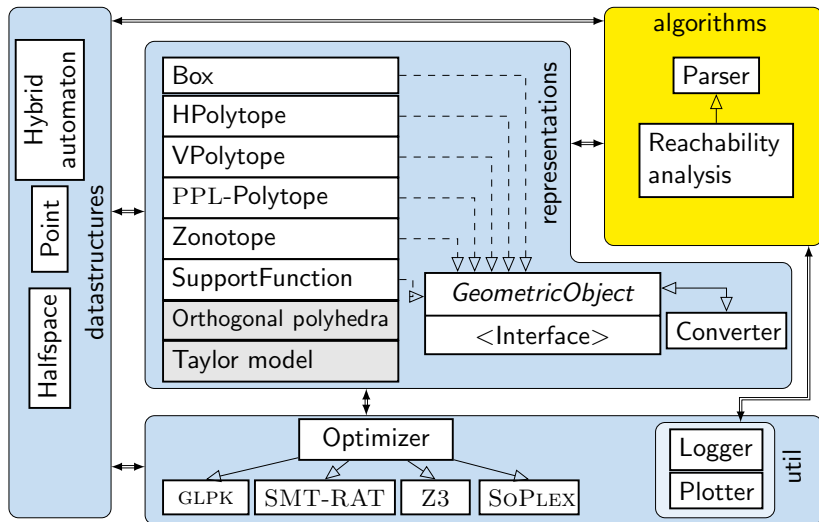 Hybrid
automaton
Point
Halfspace
datastructures
Box
HPolytope
VPolytope
PPL-Polytope
Zonotope
SupportFunction
Orthogonal polyhedra
Taylor model
representations
GeometricObject
<Interface>
Converter
algorithms
Parser
Reachability
analysis
Optimizer
GLPK
SMT-RAT
Z3
SoPlex
Logger
Plotter
util